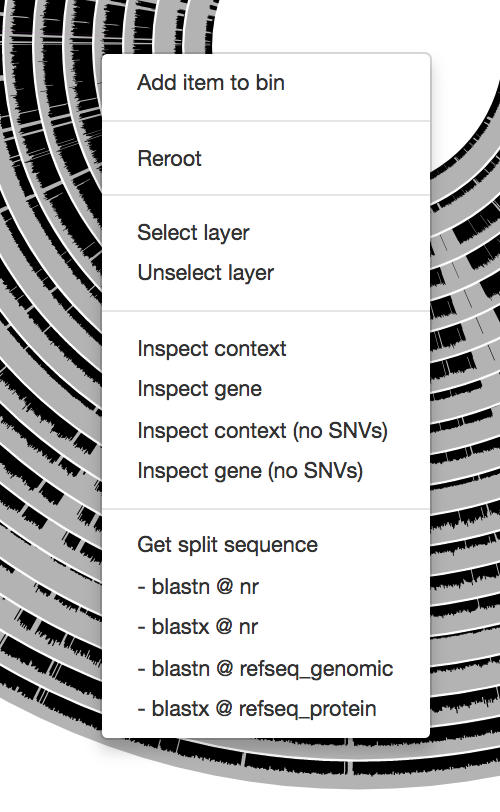 Add item to bin
Reroot
Select layer
Unselect layer
Inspect context
Inspect gene
Inspect context (no SNVs)
Inspect gene (no SNVs)
Get split sequence
- blastn @ nr
- blastx @ nr
- blastn @ refseq_genomic
- blastx @ refseq_protein